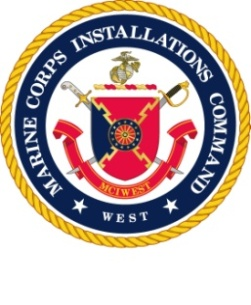 MARINE CORPS INSTALLATIONS COMMAND
MCIWEST
WEST